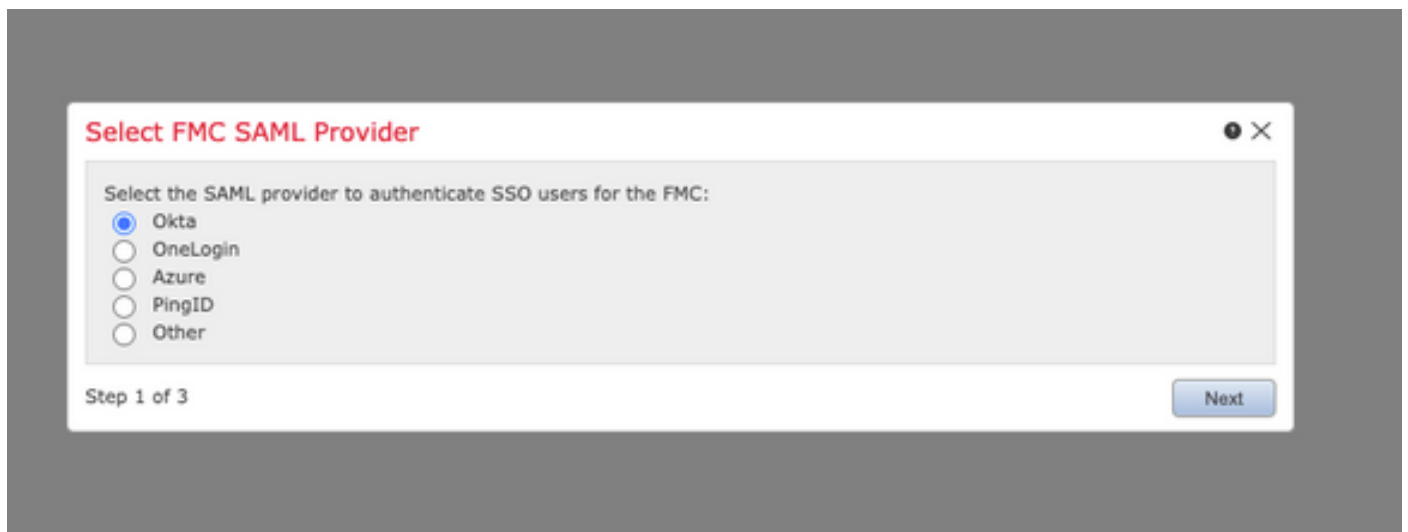 Select FMC SAML Provider
Select the SAML provider to authenticate SSO users for the FMC:
Okta
OneLogin
Azure
PingID
Other
Step 1 of 3
Next